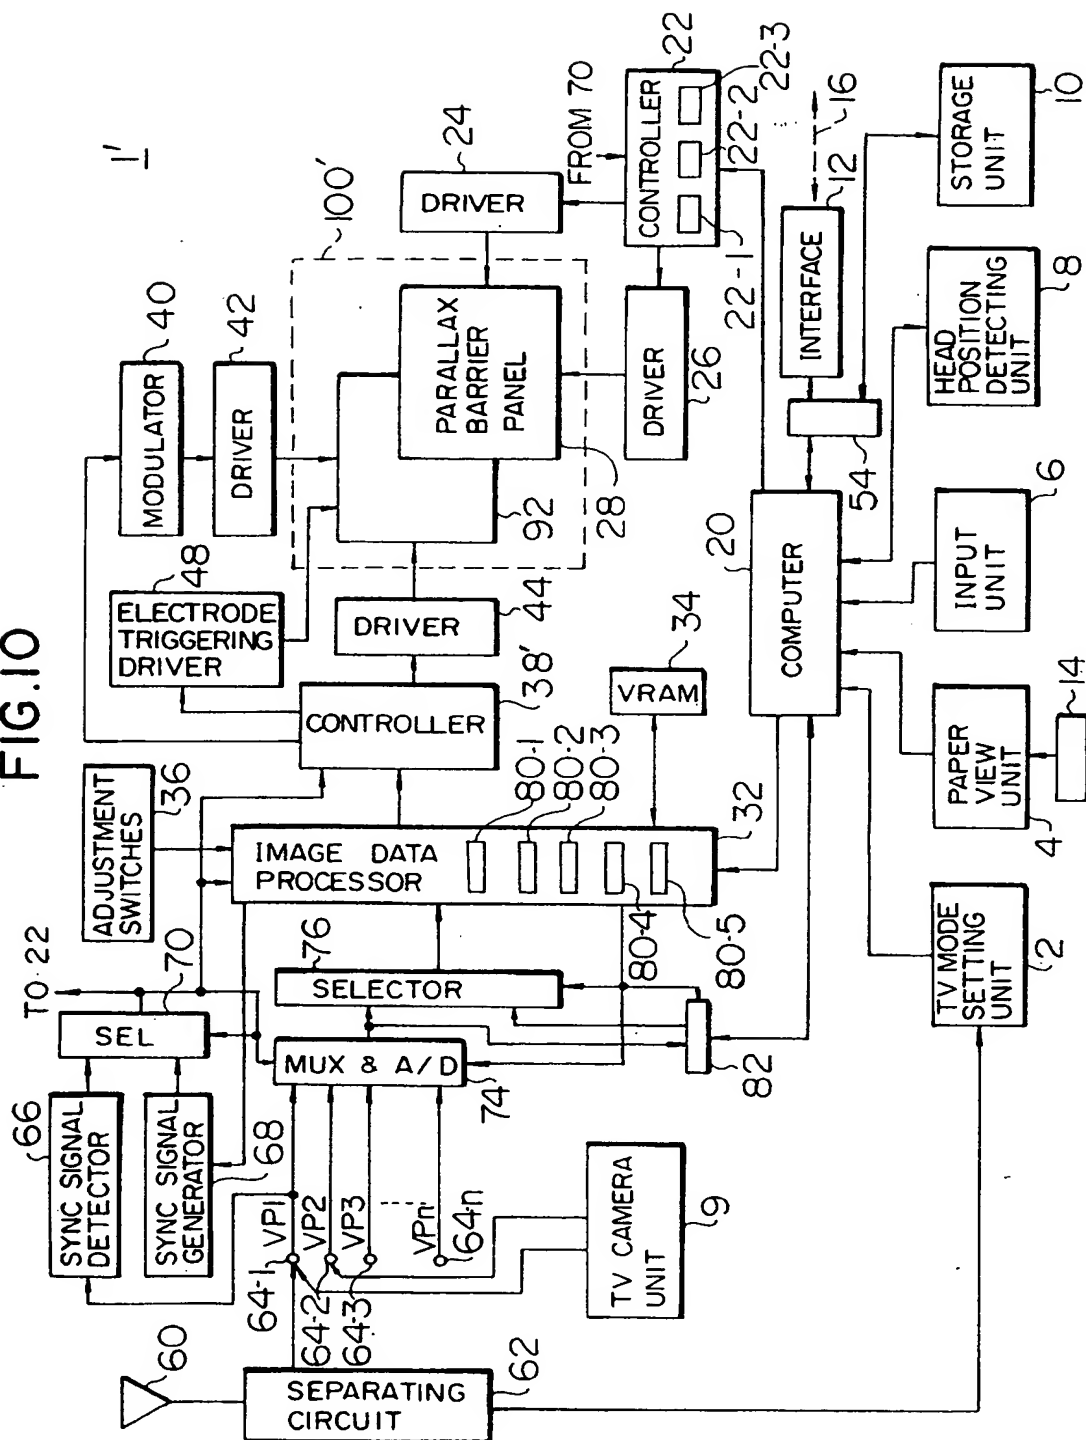 FIG.10
1'
60
SEPARATING
CIRCUIT
62
66
SYNC SIGNAL
DETECTOR
SYNC SIGNAL
GENERATOR
68
TO 22
SEL
70
ADJUSTMENT
SWITCHES
36
64-1
VP1
64-2
VP2
64-3
VP3
VPn
64n
MUX & A/D
74
SELECTOR
76
IMAGE DATA
PROCESSOR
80-1
80-2
80-3
80-4
80-5
32
82
TV CAMERA
UNIT
9
MODULATOR
40
DRIVER
42
48
ELECTRODE
TRIGGERING
DRIVER
CONTROLLER
38'
DRIVER
44
VRAM
34
100'
PARALLAX
BARRIER
PANEL
92
28
DRIVER
24
FROM 70
CONTROLLER
22
22-1
22-2
22-3
DRIVER
26
COMPUTER
20
INTERFACE
12
16
54
TV MODE
SETTING
UNIT
2
PAPER
VIEW
UNIT
4
14
INPUT
UNIT
6
HEAD
POSITION
DETECTING
UNIT
8
STORAGE
UNIT
10